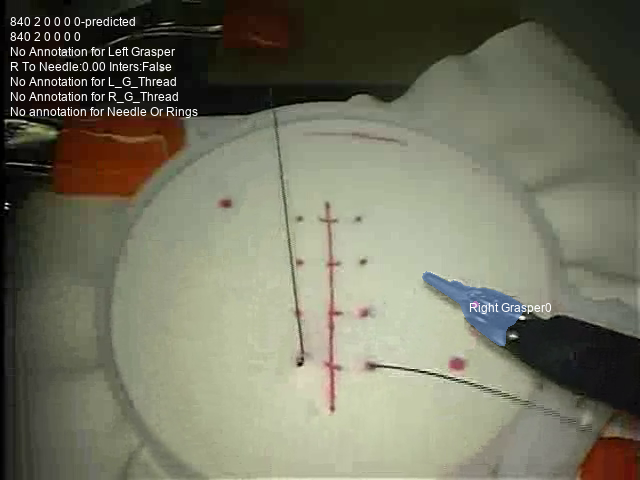 840 2 0 0 0 0-predicted
840 2 0 0 0 0
No Annotation for Left Grasper
R To Needle:0.00 Inters:False
No Annotation for L_G_Thread
No Annotation for R_G_Thread
No annotation for Needle Or Rings
Right Grasper0